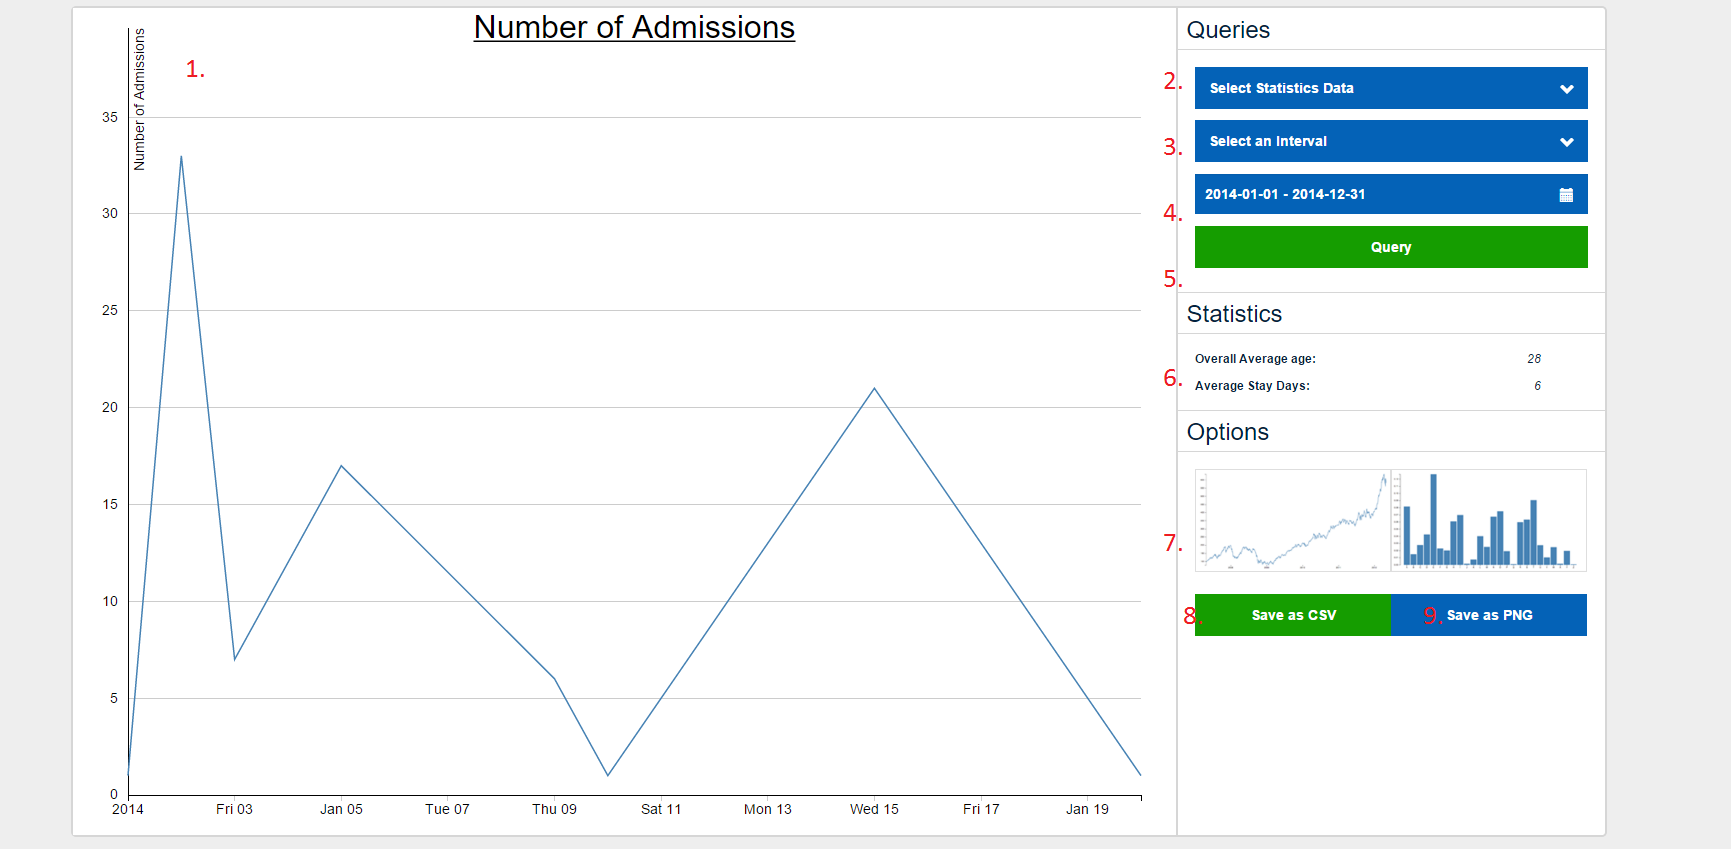 Number of Admissions
Number of Admissions
1.
35
30
25
20
15
10
5
0
2014
Fri 03
Jan 05
Tue 07
Thu 09
Sat 11
Mon 13
Wed 15
Fri 17
Jan 19
Queries
2.
Select Statistics Data
3.
Select an Interval
4.
2014-01-01 - 2014-12-31
5.
Query
Statistics
6.
Overall Average age: 28
Average Stay Days: 6
Options
7.
8. Save as CSV
9. Save as PNG